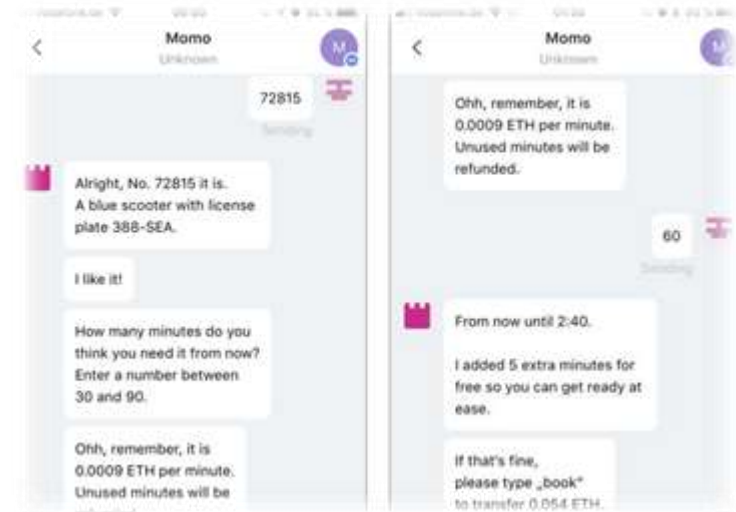 Momo
Unknown
72815
Sending
Alright, No. 72815 it is.
A blue scooter with license
plate 388-SEA.
I like it!
How many minutes do you
think you need it from now?
Enter a number between
30 and 90.
Ohh, remember, it is
0.0009 ETH per minute.
Unused minutes will be
Momo
Unknown
M
Ohh, remember, it is
0.0009 ETH per minute.
Unused minutes will be
refunded.
60
Sending
From now until 2:40.
I added 5 extra minutes for
free so you can get ready at
ease.
If that's fine,
please type „book"
to transfer 0.054 ETH.